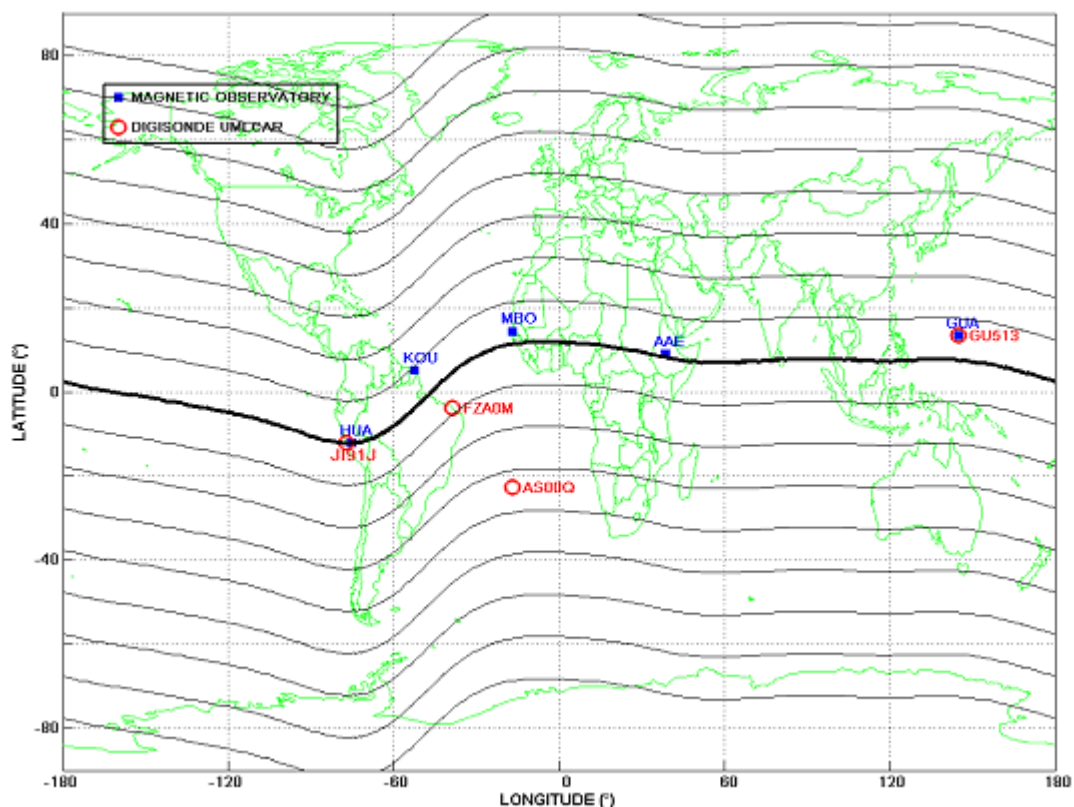 80
MAGNETIC OBSERVATORY
DIGISONDE UMLCAR
40
MBO
GUA
GU513
AAE
KOU
LATITUDE (°)
0
FZA0M
HUA
JI91J
AS00Q
-40
-80
-180
-120
-60
0
60
120
180
LONGITUDE (°)